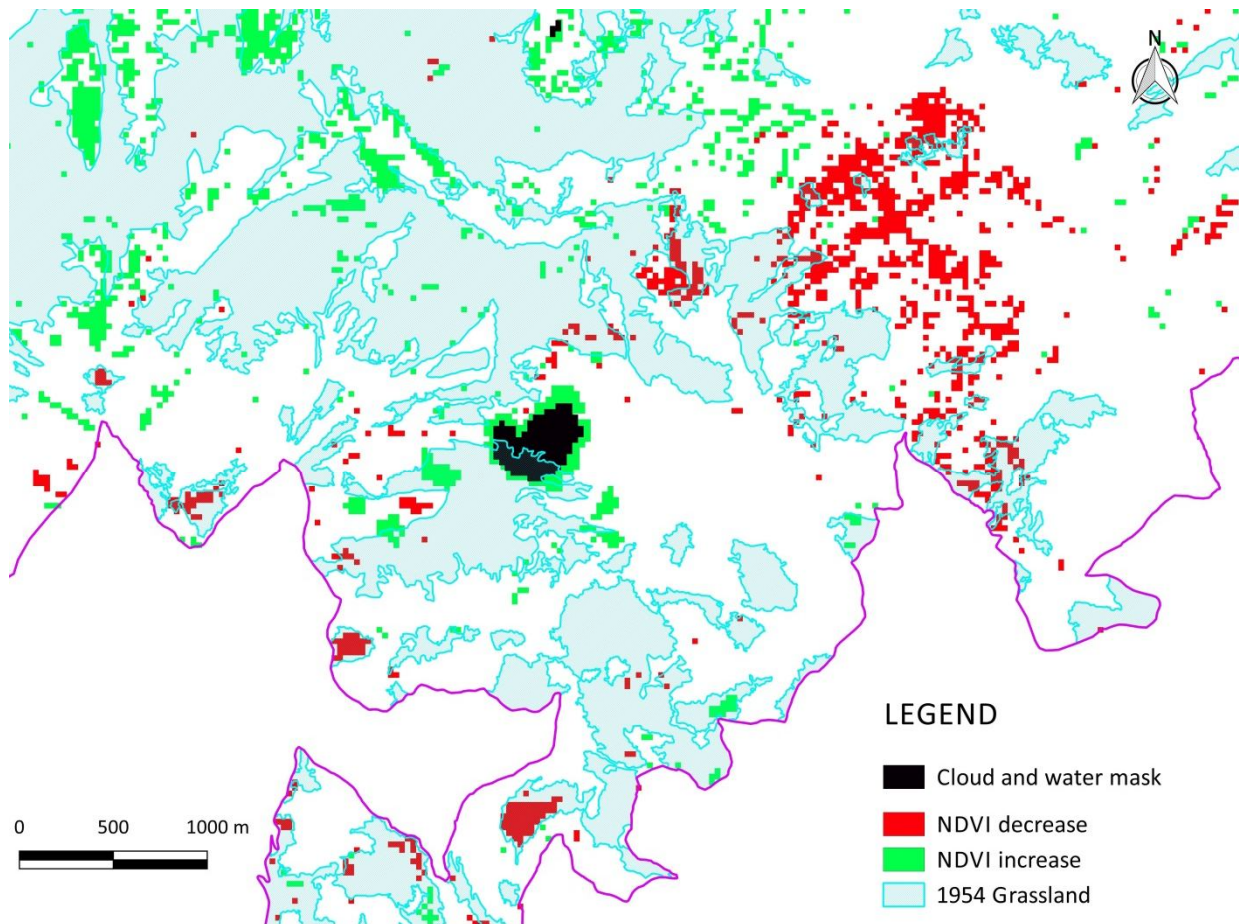 N
LEGEND
Cloud and water mask
NDVI decrease
NDVI increase
1954 Grassland
0 500 1000 m